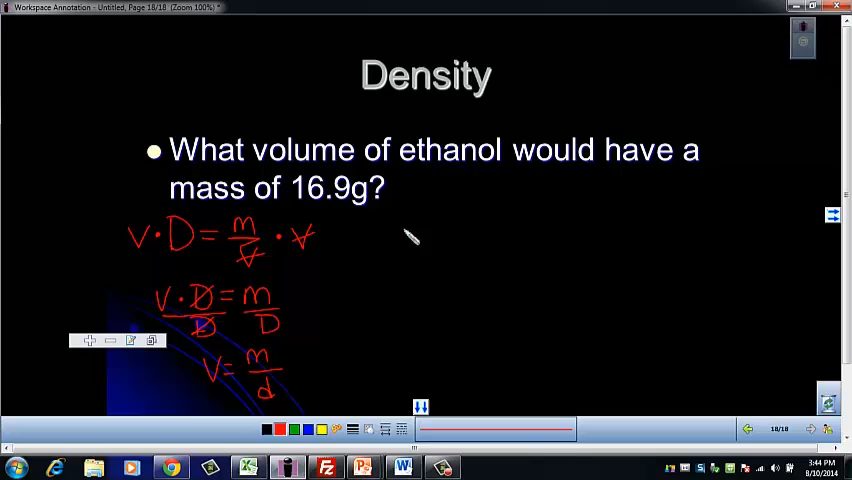 Workspace Annotation - Untitled, Page 18/18 (Zoom 100%) *
Density
What volume of ethanol would have a
mass of 16.9g?
V · D = m/V · V
V · D/D = m/D
V = m/d
18/18
3:44 PM
8/10/2014